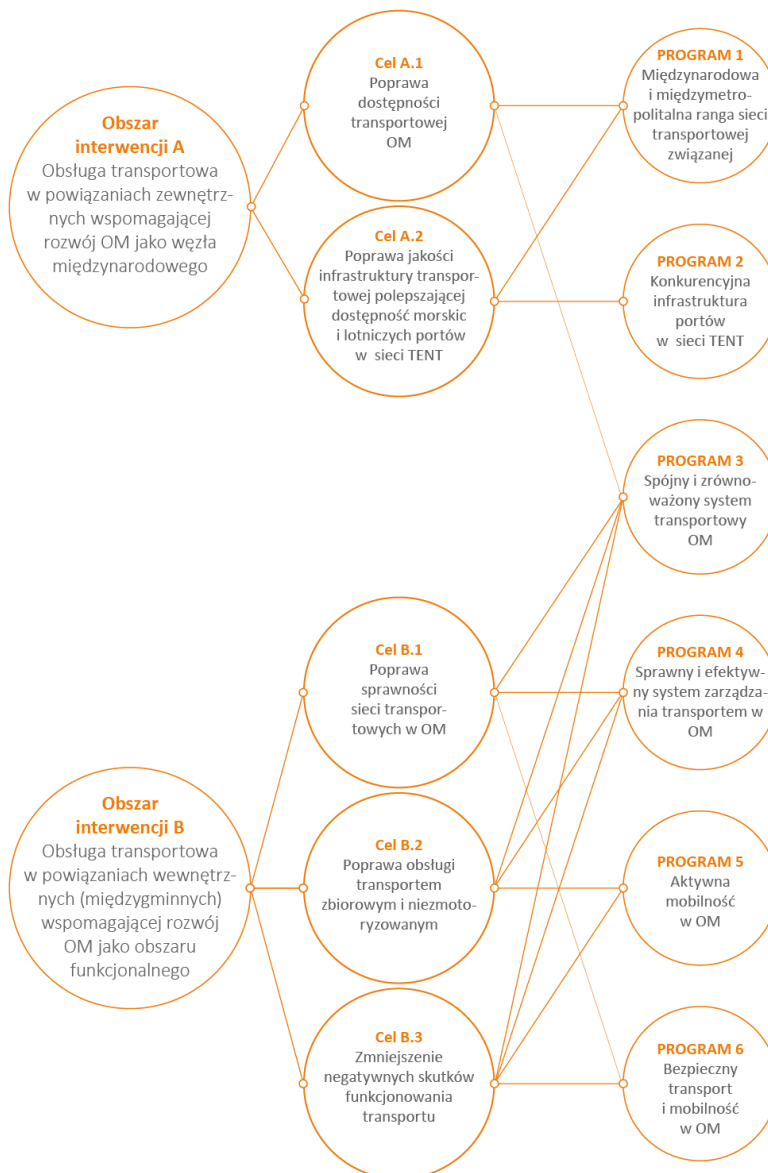 Obszar
interwencji A
Obsługa transportowa
w powiązaniach zewnętrz-
nych wspomagającej
rozwój OM jako węzła
międzynarodowego
Cel A.1
Poprawa
dostępności
transportowej
OM
Cel A.2
Poprawa jakości
infrastruktury transpor-
towej polepszającej
dostępność morskic
i lotniczych portów
w sieci TENT
PROGRAM 1
Międzynarodowa
i międzymetro-
politalna ranga sieci
transportowej
związanej
PROGRAM 2
Konkurencyjna
infrastruktura
portów
w sieci TENT
PROGRAM 3
Spójny i zrówno-
ważony system
transportowy
OM
Obszar
interwencji B
Obsługa transportowa
w powiązaniach wewnętrz-
nych (międzygminnych)
wspomagającej rozwój
OM jako obszaru
funkcjonalnego
Cel B.1
Poprawa
sprawności
sieci transpor-
towych w OM
Cel B.2
Poprawa obsługi
transportem
zbiorowym i niezmoto-
ryzowanym
Cel B.3
Zmniejszenie
negatywnych skutków
funkcjonowania
transportu
PROGRAM 4
Sprawny i efektyw-
ny system zarządza-
nia transportem w
OM
PROGRAM 5
Aktywna
mobilność
w OM
PROGRAM 6
Bezpieczny
transport
i mobilność
w OM